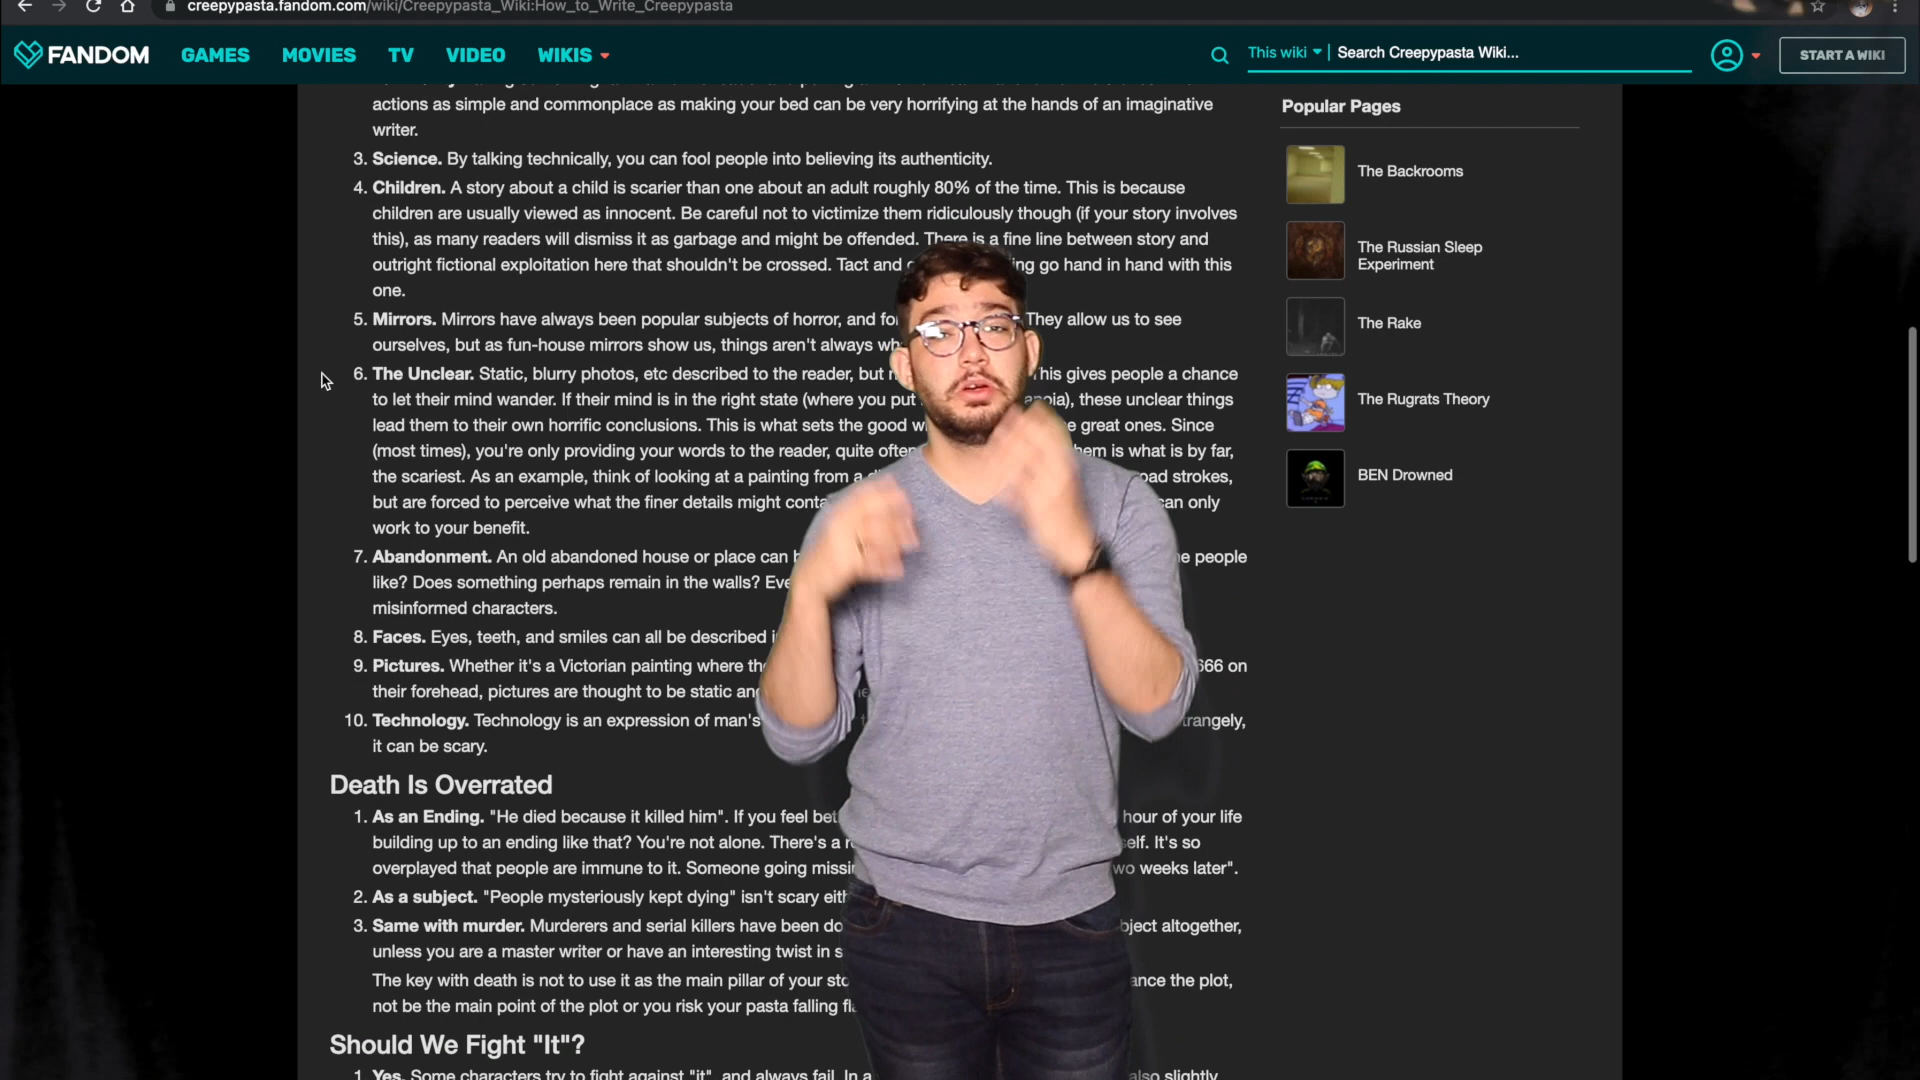 creepypasta.fandom.com/wiki/Creepypasta_Wiki:How_to_Write_Creepypasta
FANDOM GAMES MOVIES TV VIDEO WIKIS This wiki Search Creepypasta Wiki... START A WIKI
actions as simple and commonplace as making your bed can be very horrifying at the hands of an imaginative
writer.
3. Science. By talking technically, you can fool people into believing its authenticity.
4. Children. A story about a child is scarier than one about an adult roughly 80% of the time. This is because
children are usually viewed as innocent. Be careful not to victimize them ridiculously though (if your story involves
this), as many readers will dismiss it as garbage and might be offended. There is a fine line between story and
outright fictional exploitation here that shouldn't be crossed. Tact and go hand in hand with this
one.
5. Mirrors. Mirrors have always been popular subjects of horror, and They allow us to see
ourselves, but as fun-house mirrors show us, things aren't always
6. The Unclear. Static, blurry photos, etc described to the reader, but This gives people a chance
to let their mind wander. If their mind is in the right state (where you put these unclear things
lead them to their own horrific conclusions. This is what sets the good great ones. Since
(most times), you're only providing your words to the reader, quite often is what is by far,
the scariest. As an example, think of looking at a painting from a strokes,
but are forced to perceive what the finer details might can only
work to your benefit.
7. Abandonment. An old abandoned house or place can people
like? Does something perhaps remain in the walls?
misinformed characters.
8. Faces. Eyes, teeth, and smiles can all be described
9. Pictures. Whether it's a Victorian painting where 666 on
their forehead, pictures are thought to be static
10. Technology. Technology is an expression of man's
it can be scary.
Death Is Overrated
1. As an Ending. "He died because it killed him". If you feel hour of your life
building up to an ending like that? You're not alone. There's a It's so
overplayed that people are immune to it. Someone going weeks later".
2. As a subject. "People mysteriously kept dying" isn't scary
3. Same with murder. Murderers and serial killers have been altogether,
unless you are a master writer or have an interesting twist in
The key with death is not to use it as the main pillar of your the plot,
not be the main point of the plot or you risk your pasta falling
Should We Fight "It"?
1. Yes. Some characters try to fight against "it", and always fail. In a also slightly
Popular Pages
The Backrooms
The Russian Sleep
Experiment
The Rake
The Rugrats Theory
BEN Drowned